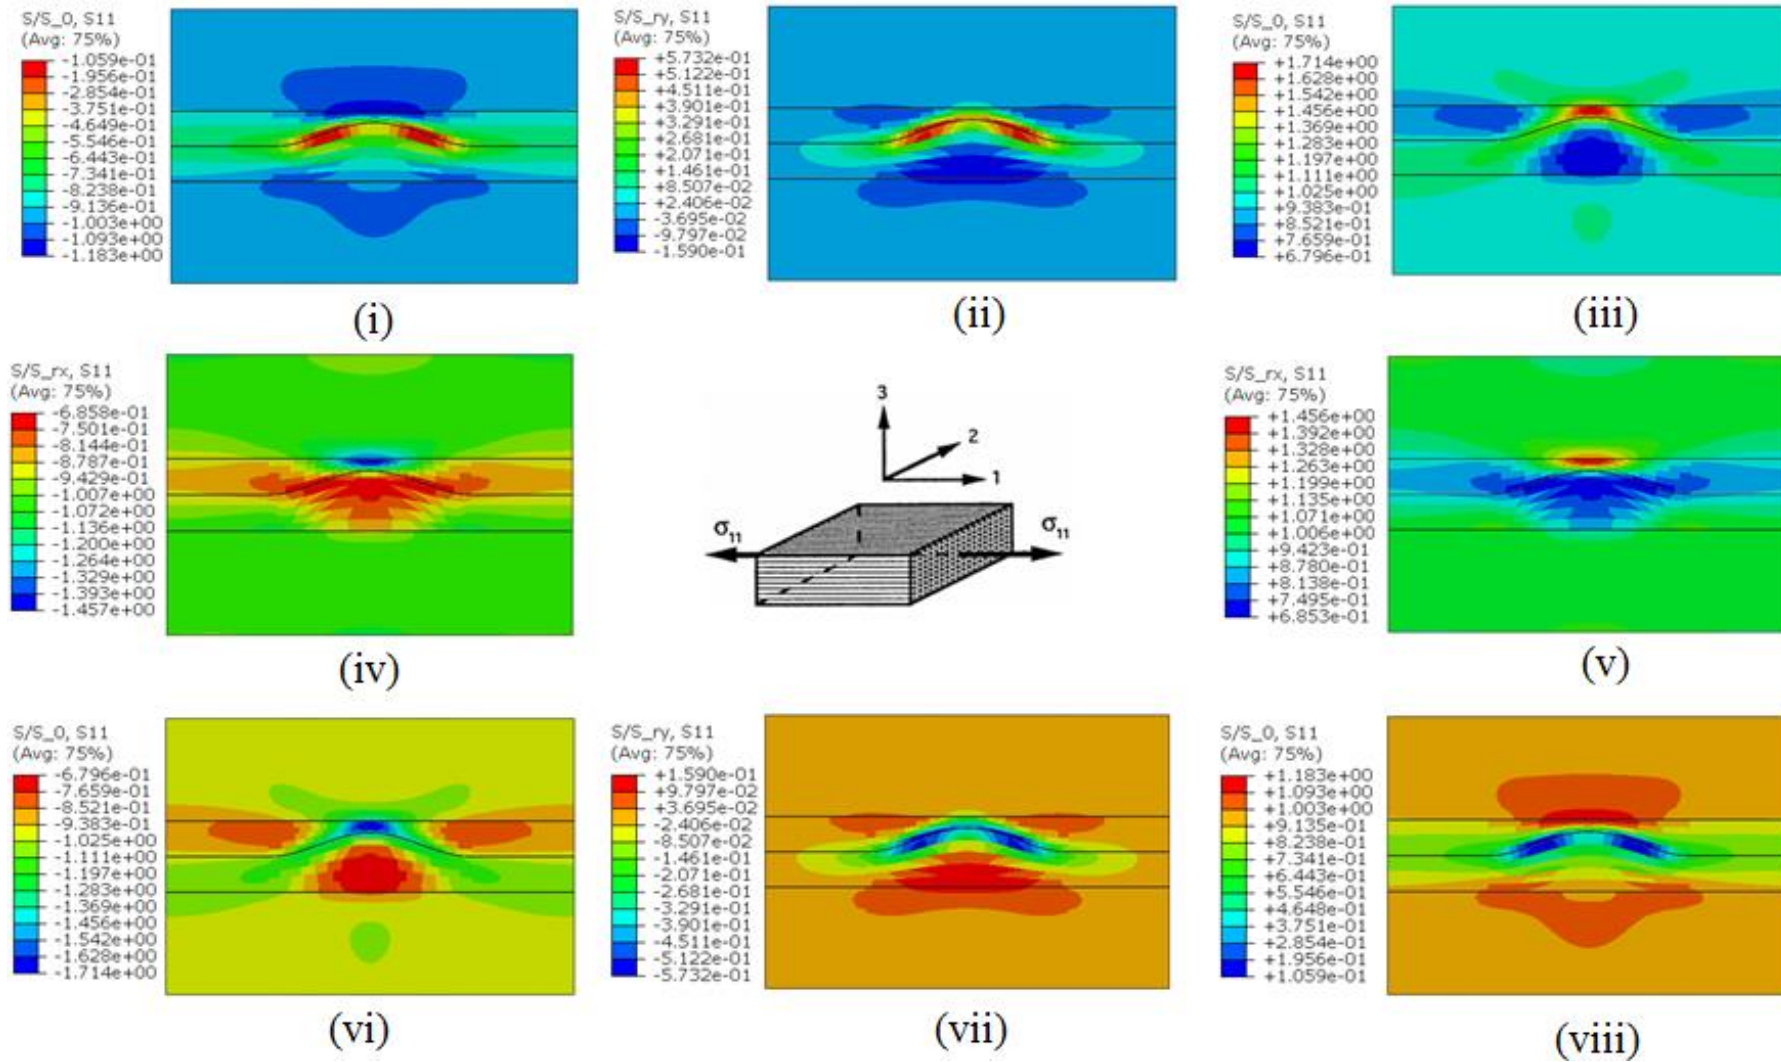 S/S_0, S11
(Avg: 75%)
-1.059e-01
-1.956e-01
-2.854e-01
-3.751e-01
-4.649e-01
-5.546e-01
-6.443e-01
-7.341e-01
-8.238e-01
-9.136e-01
-1.003e+00
-1.093e+00
-1.183e+00
(i)
S/S_ry, S11
(Avg: 75%)
+5.732e-01
+5.122e-01
+4.511e-01
+3.901e-01
+3.291e-01
+2.681e-01
+2.071e-01
+1.461e-01
+8.507e-02
+2.406e-02
-3.695e-02
-9.797e-02
-1.590e-01
(ii)
S/S_0, S11
(Avg: 75%)
+1.714e+00
+1.628e+00
+1.542e+00
+1.456e+00
+1.369e+00
+1.283e+00
+1.197e+00
+1.111e+00
+1.025e+00
+9.383e-01
+8.521e-01
+7.659e-01
+6.796e-01
(iii)
S/S_rx, S11
(Avg: 75%)
-6.858e-01
-7.501e-01
-8.144e-01
-8.787e-01
-9.429e-01
-1.007e+00
-1.072e+00
-1.136e+00
-1.200e+00
-1.264e+00
-1.329e+00
-1.393e+00
-1.457e+00
(iv)
3
2
1
σ11
σ11
S/S_rx, S11
(Avg: 75%)
+1.456e+00
+1.392e+00
+1.328e+00
+1.263e+00
+1.199e+00
+1.135e+00
+1.071e+00
+1.006e+00
+9.423e-01
+8.780e-01
+8.138e-01
+7.495e-01
+6.853e-01
(v)
S/S_0, S11
(Avg: 75%)
-6.796e-01
-7.659e-01
-8.521e-01
-9.383e-01
-1.025e+00
-1.111e+00
-1.197e+00
-1.283e+00
-1.369e+00
-1.456e+00
-1.542e+00
-1.628e+00
-1.714e+00
(vi)
S/S_ry, S11
(Avg: 75%)
+1.590e-01
+9.797e-02
+3.695e-02
-2.406e-02
-8.507e-02
-1.461e-01
-2.071e-01
-2.681e-01
-3.291e-01
-3.901e-01
-4.511e-01
-5.122e-01
-5.732e-01
(vii)
S/S_0, S11
(Avg: 75%)
+1.183e+00
+1.093e+00
+1.003e+00
+9.135e-01
+8.238e-01
+7.341e-01
+6.443e-01
+5.546e-01
+4.648e-01
+3.751e-01
+2.854e-01
+1.956e-01
+1.059e-01
(viii)